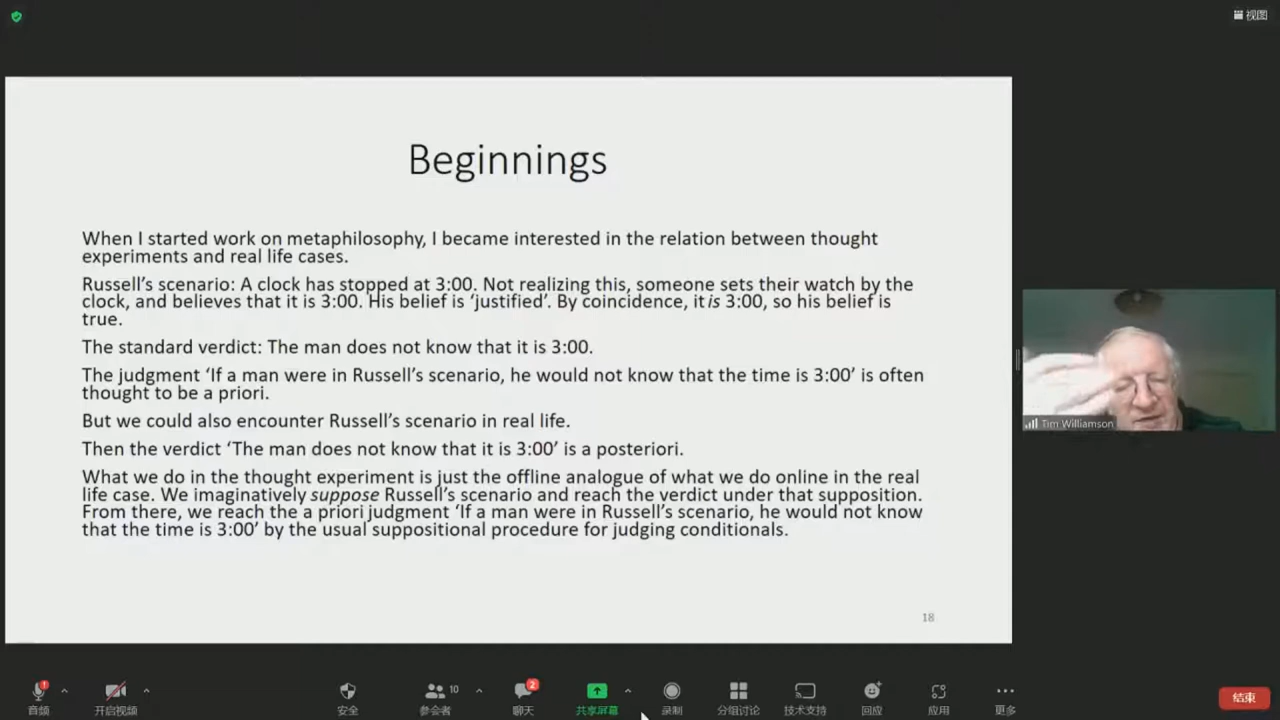 视图
Beginnings
When I started work on metaphilosophy, I became interested in the relation between thought
experiments and real life cases.
Russell’s scenario: A clock has stopped at 3:00. Not realizing this, someone sets their watch by the
clock, and believes that it is 3:00. His belief is ‘justified’. By coincidence, it is 3:00, so his belief is
true.
The standard verdict: The man does not know that it is 3:00.
The judgment ‘If a man were in Russell’s scenario, he would not know that the time is 3:00’ is often
thought to be a priori.
But we could also encounter Russell’s scenario in real life.
Then the verdict ‘The man does not know that it is 3:00’ is a posteriori.
What we do in the thought experiment is just the offline analogue of what we do online in the real
life case. We imaginatively suppose Russell’s scenario and reach the verdict under that supposition.
From there, we reach the a priori judgment ‘If a man were in Russell’s scenario, he would not know
that the time is 3:00’ by the usual suppositional procedure for judging conditionals.
18
Tim Williamson
10
2
音频
开启视频
安全
参会者
聊天
共享屏幕
录制
分组讨论
技术支持
回应
应用
更多
结束